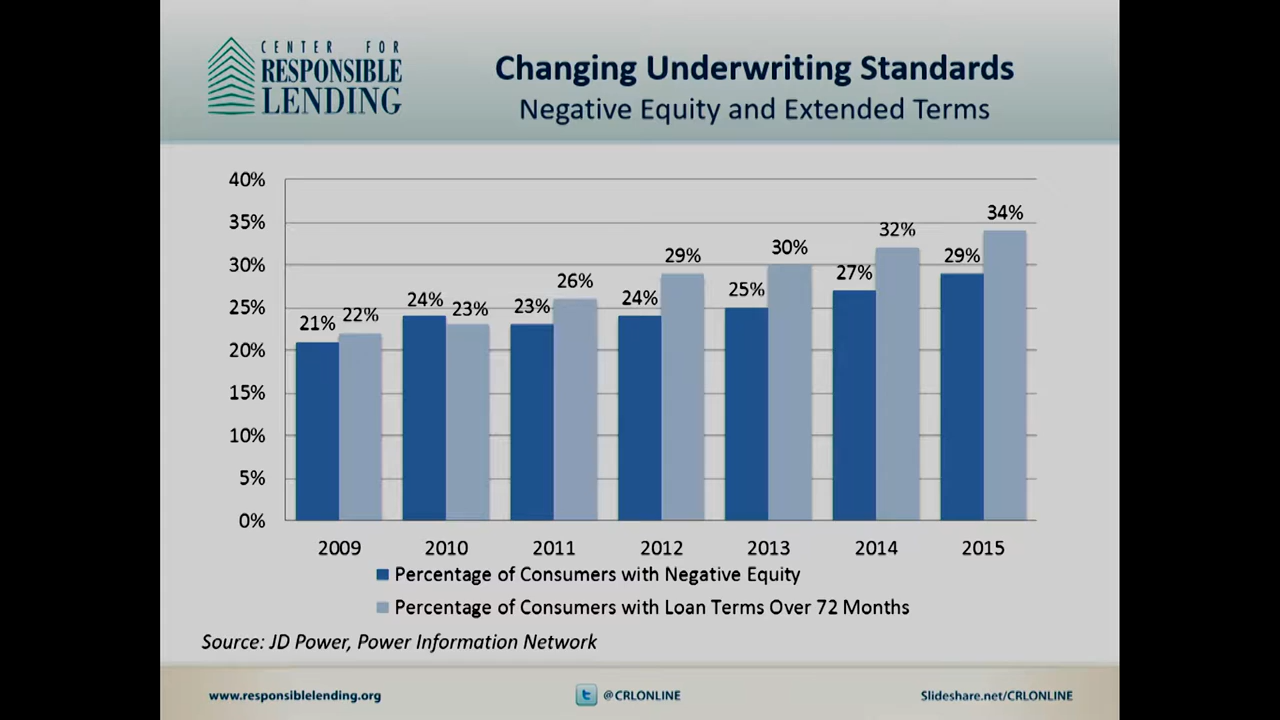 CENTER FOR
RESPONSIBLE
LENDING
Changing Underwriting Standards
Negative Equity and Extended Terms
40%
35%
30%
25%
20%
15%
10%
5%
0%
21%
22%
24%
23%
23%
26%
24%
29%
25%
30%
27%
32%
29%
34%
2009
2010
2011
2012
2013
2014
2015
Percentage of Consumers with Negative Equity
Percentage of Consumers with Loan Terms Over 72 Months
Source: JD Power, Power Information Network
www.responsiblelending.org
@CRLONLINE
Slideshare.net/CRLONLINE